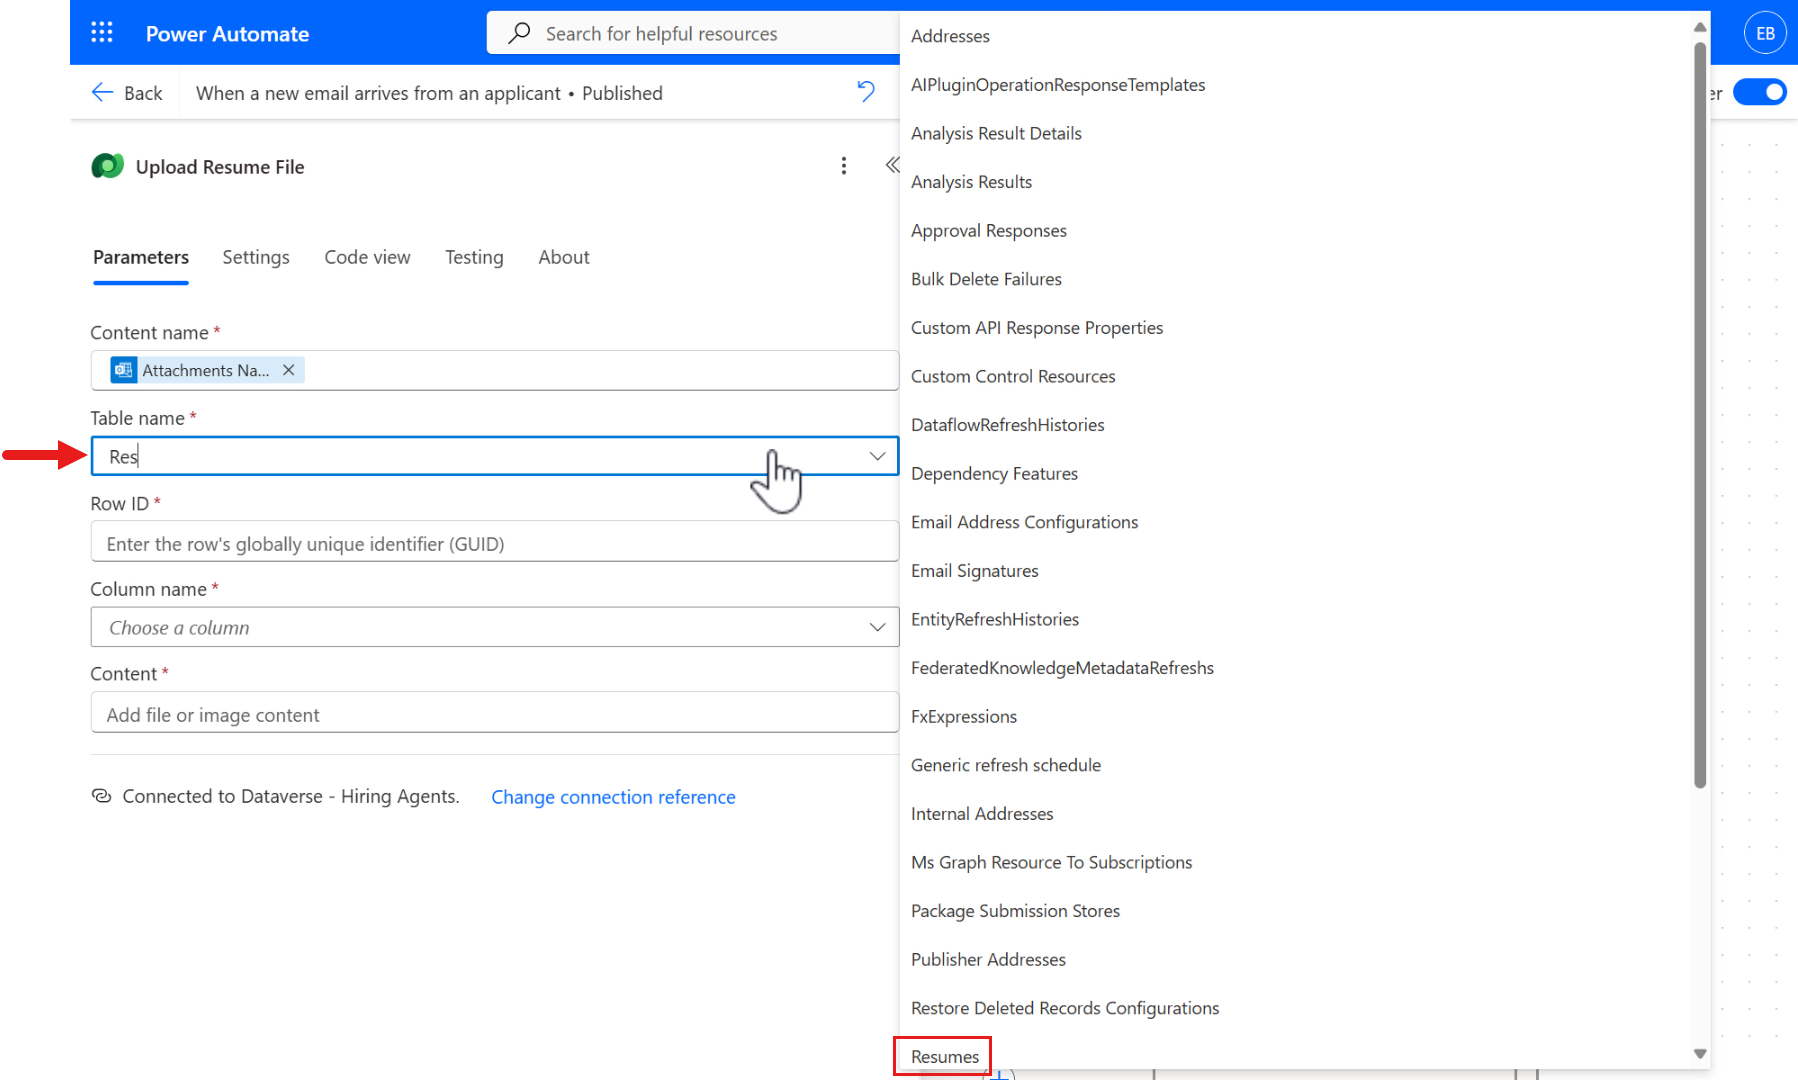 Power Automate
Search for helpful resources
EB
Back
When a new email arrives from an applicant • Published
er
Upload Resume File
Parameters
Settings
Code view
Testing
About
Content name *
Attachments Na...
Table name *
Res
Row ID *
Enter the row's globally unique identifier (GUID)
Column name *
Choose a column
Content *
Add file or image content
Connected to Dataverse - Hiring Agents.
Change connection reference
Addresses
AIPluginOperationResponseTemplates
Analysis Result Details
Analysis Results
Approval Responses
Bulk Delete Failures
Custom API Response Properties
Custom Control Resources
DataflowRefreshHistories
Dependency Features
Email Address Configurations
Email Signatures
EntityRefreshHistories
FederatedKnowledgeMetadataRefreshs
FxExpressions
Generic refresh schedule
Internal Addresses
Ms Graph Resource To Subscriptions
Package Submission Stores
Publisher Addresses
Restore Deleted Records Configurations
Resumes